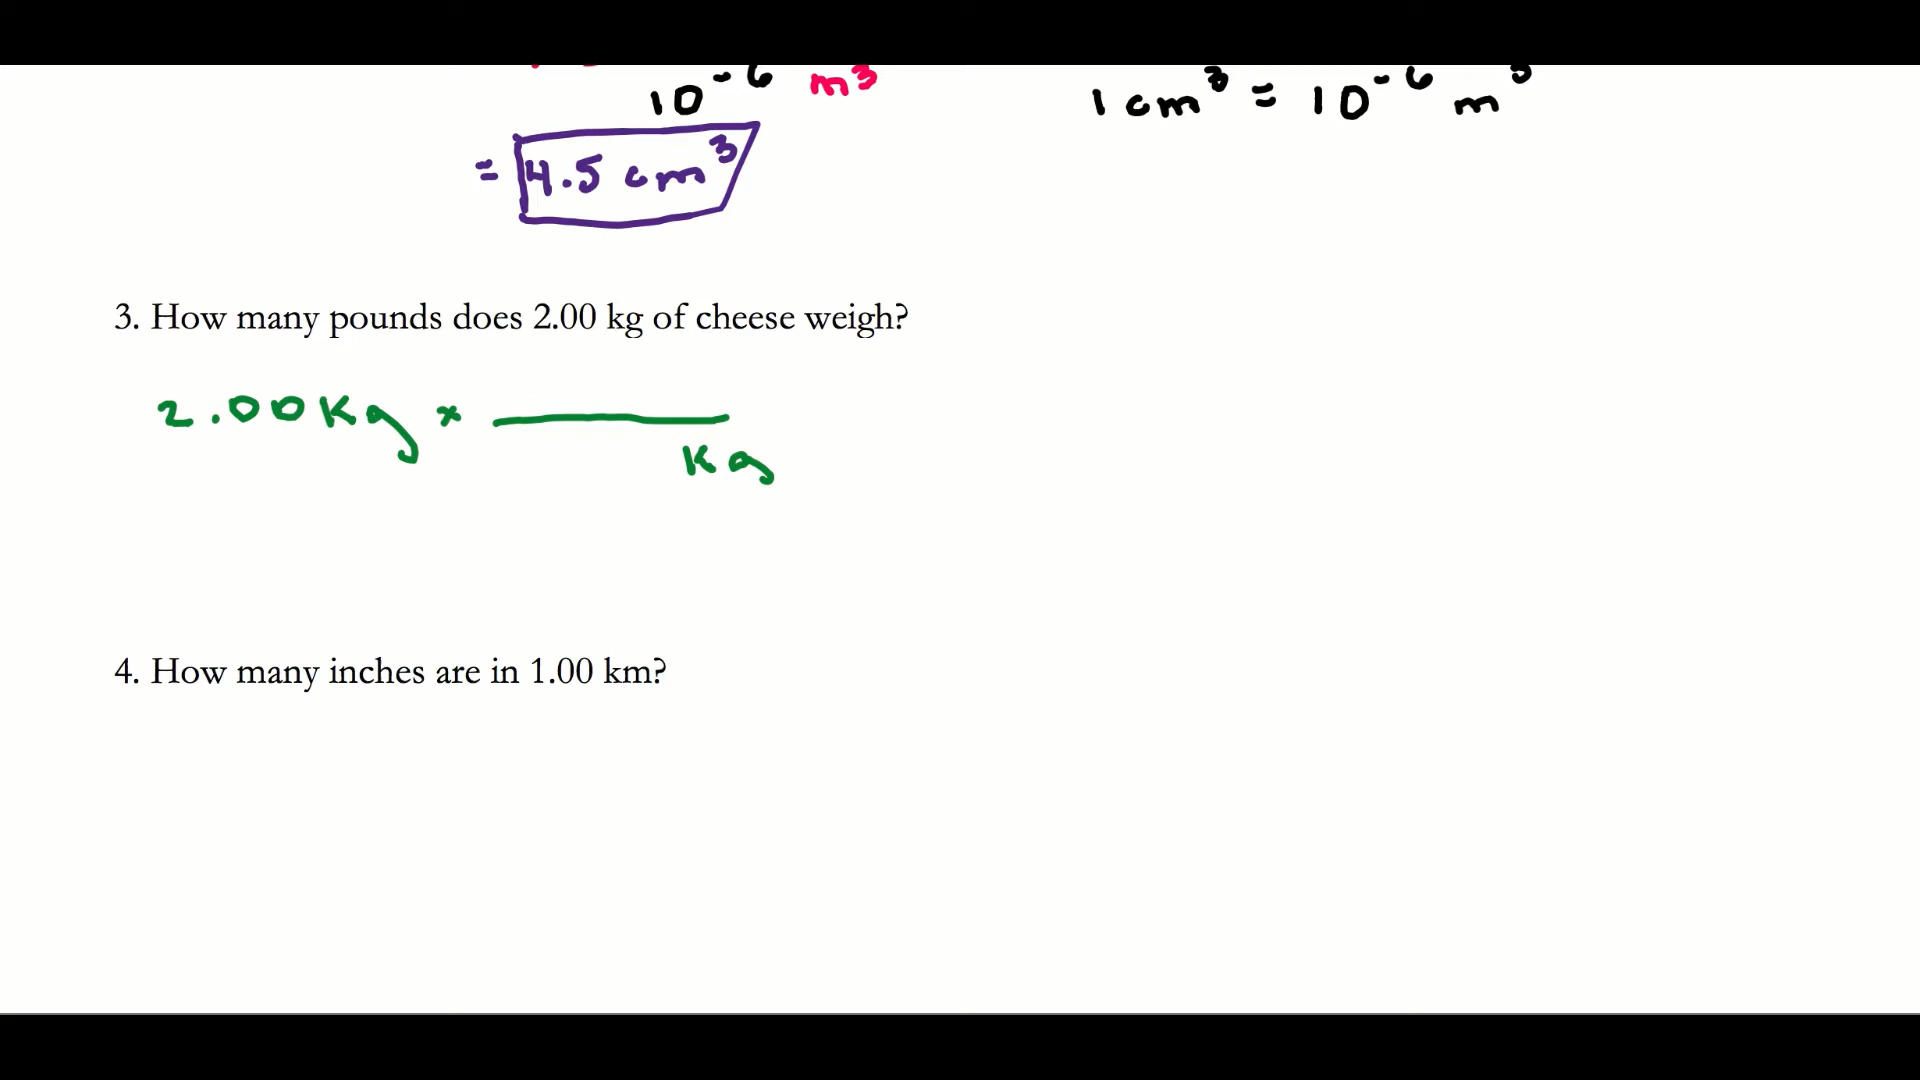 10⁻⁶ m³
1 cm³ = 10⁻⁶ m³
= 4.5 cm³
3. How many pounds does 2.00 kg of cheese weigh?
2.00 Kg ×
Kg
4. How many inches are in 1.00 km?